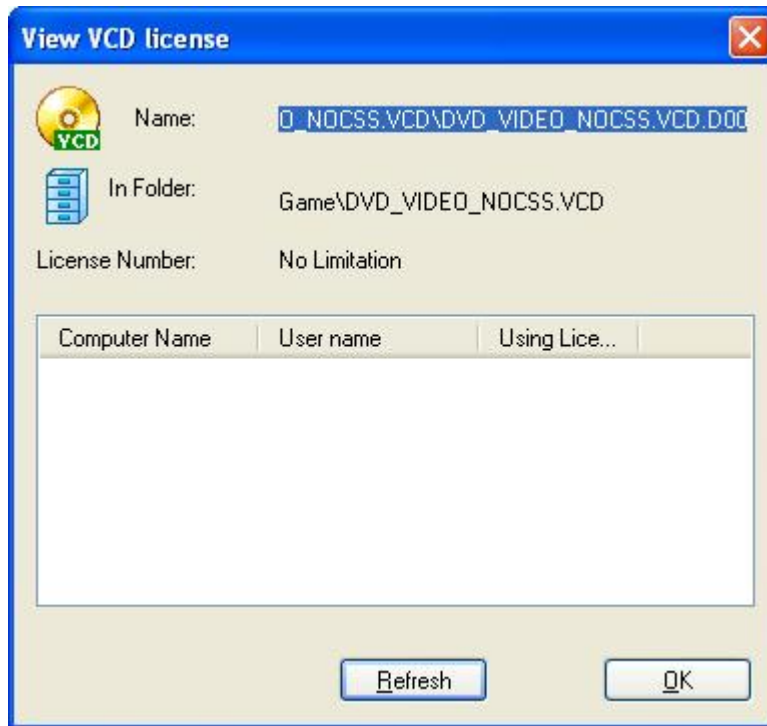 View VCD license
VCD
Name: O_NOCSS.VCD\DVD_VIDEO_NOCSS.VCD.D00
In Folder: Game\DVD_VIDEO_NOCSS.VCD
License Number: No Limitation
Computer Name User name Using Lice...
Refresh OK